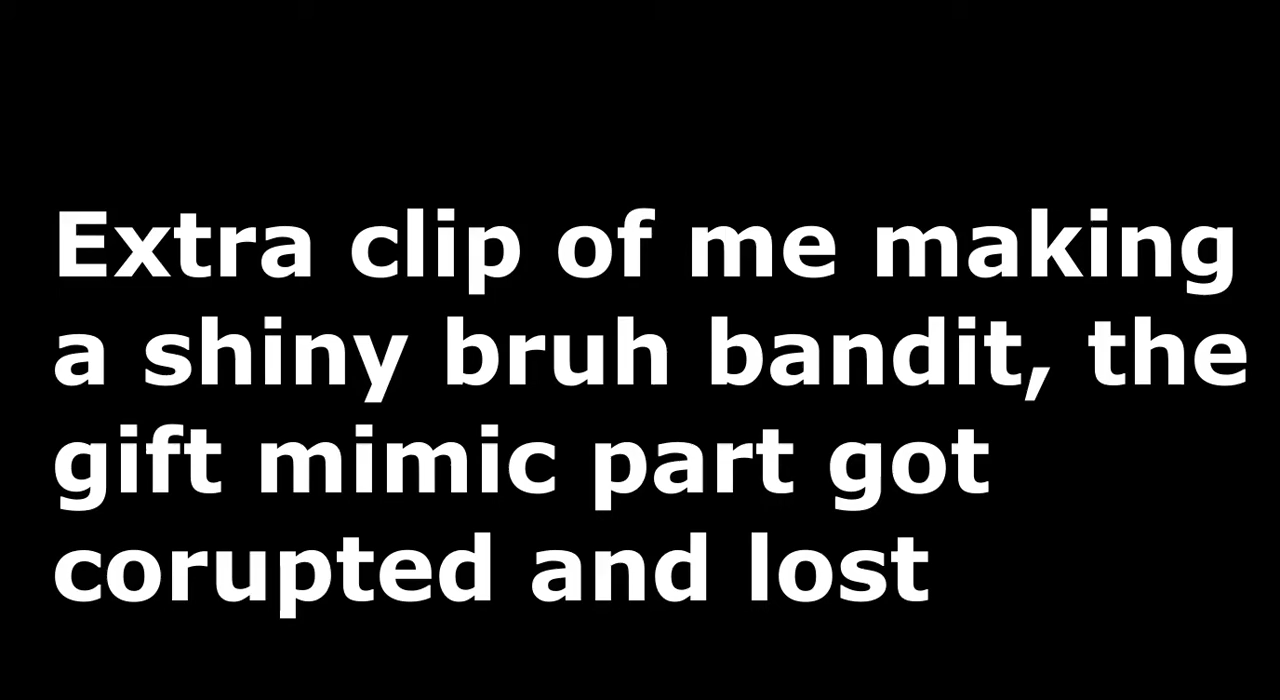 Extra clip of me making
a shiny bruh bandit, the
gift mimic part got
corupted and lost